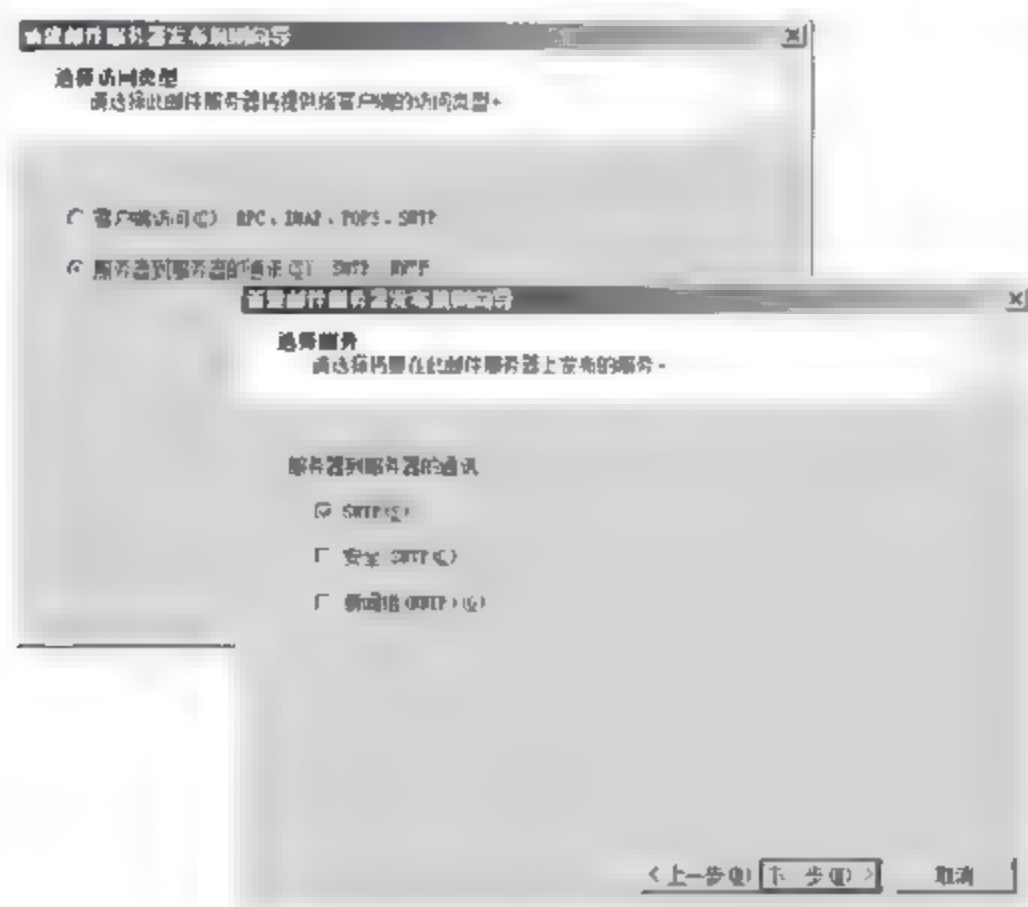 新建邮件服务器发布规则向导
选择访问类型
请选择此邮件服务器将提供给客户端的访问类型。
客户端访问(C) RPC、IMAP、POP3、SMTP
服务器到服务器的通讯(S) SMTP NNTP
新建邮件服务器发布规则向导
选择服务
请选择将要在此邮件服务器上发布的服务。
服务器到服务器的通讯
SMTP(S)
安全 SMTP
新闻组(NNTP)
<上一步(B) 下一步(N)> 取消